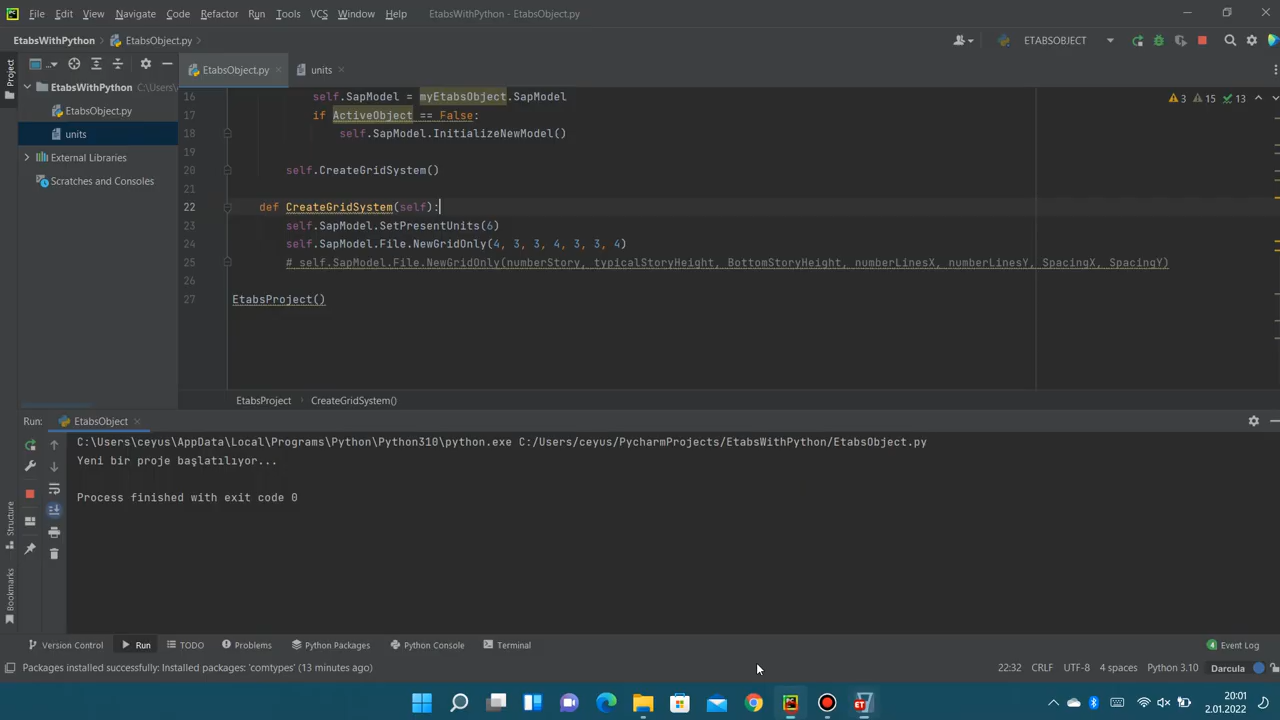 File Edit View Navigate Code Refactor Run Tools VCS Window Help EtabsWithPython - EtabsObject.py
EtabsWithPython EtabsObject.py ETABSOBJECT
Project
EtabsObject.py units
EtabsWithPython C:\Users\
EtabsObject.py
units
External Libraries
Scratches and Consoles
3 15 13
16 self.SapModel = myEtabsObject.SapModel
17 if ActiveObject == False:
18 self.SapModel.InitializeNewModel()
19
20 self.CreateGridSystem()
21
22 def CreateGridSystem(self):
23 self.SapModel.SetPresentUnits(6)
24 self.SapModel.File.NewGridOnly(4, 3, 3, 4, 3, 3, 4)
25 # self.SapModel.File.NewGridOnly(numberStory, typicalStoryHeight, BottomStoryHeight, numberLinesX, numberLinesY, SpacingX, SpacingY)
26
27 EtabsProject()
EtabsProject CreateGridSystem()
Run: EtabsObject
C:\Users\ceyus\AppData\Local\Programs\Python\Python310\python.exe C:/Users/ceyus/PycharmProjects/EtabsWithPython/EtabsObject.py
Yeni bir proje başlatılıyor...
Process finished with exit code 0
Structure
Bookmarks
Version Control Run TODO Problems Python Packages Python Console Terminal 4 Event Log
Packages installed successfully: Installed packages: 'comtypes' (13 minutes ago) 22:32 CRLF UTF-8 4 spaces Python 3.10 Darcula
20:01
2.01.2022